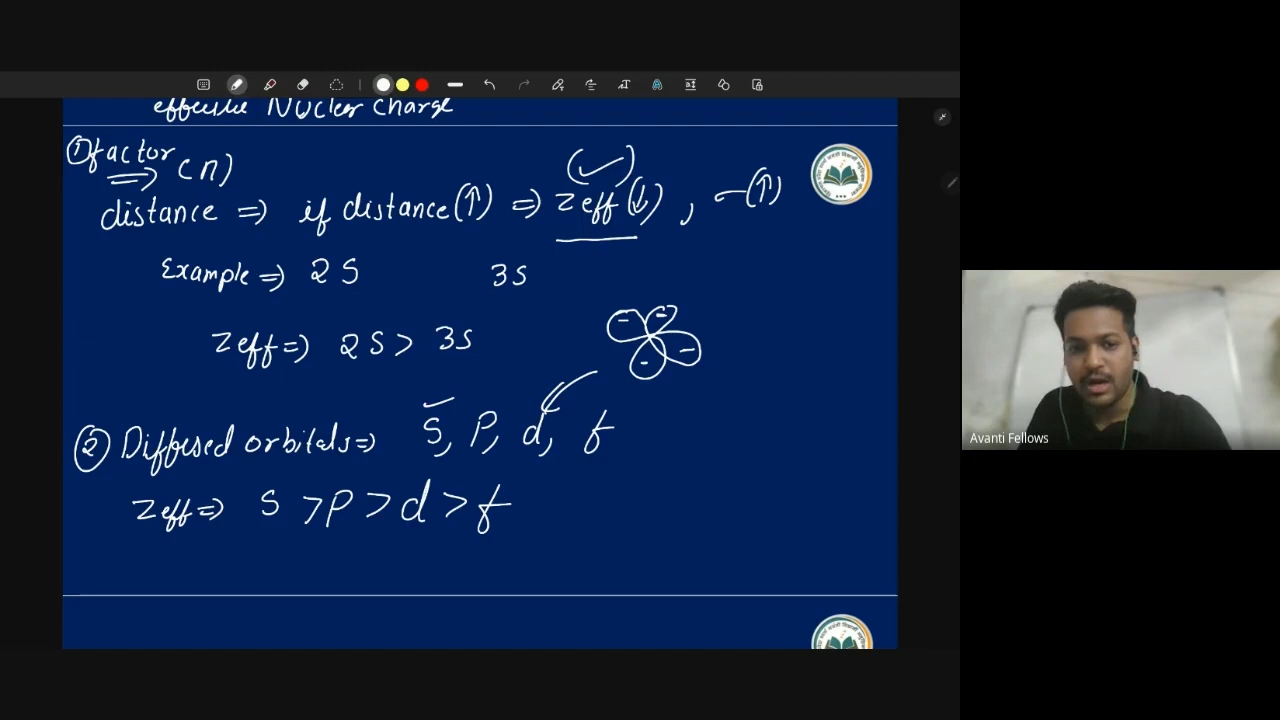 effective Nuclear Charge
① factor (n)
distance ⇒ if distance(↑) ⇒ Zeff(↓), σ(↑)
(✓)
Example ⇒ 2S 3S
Zeff ⇒ 2S > 3S
② Diffused orbitals ⇒ S, P, d, f
Zeff ⇒ S > P > d > f
Avanti Fellows